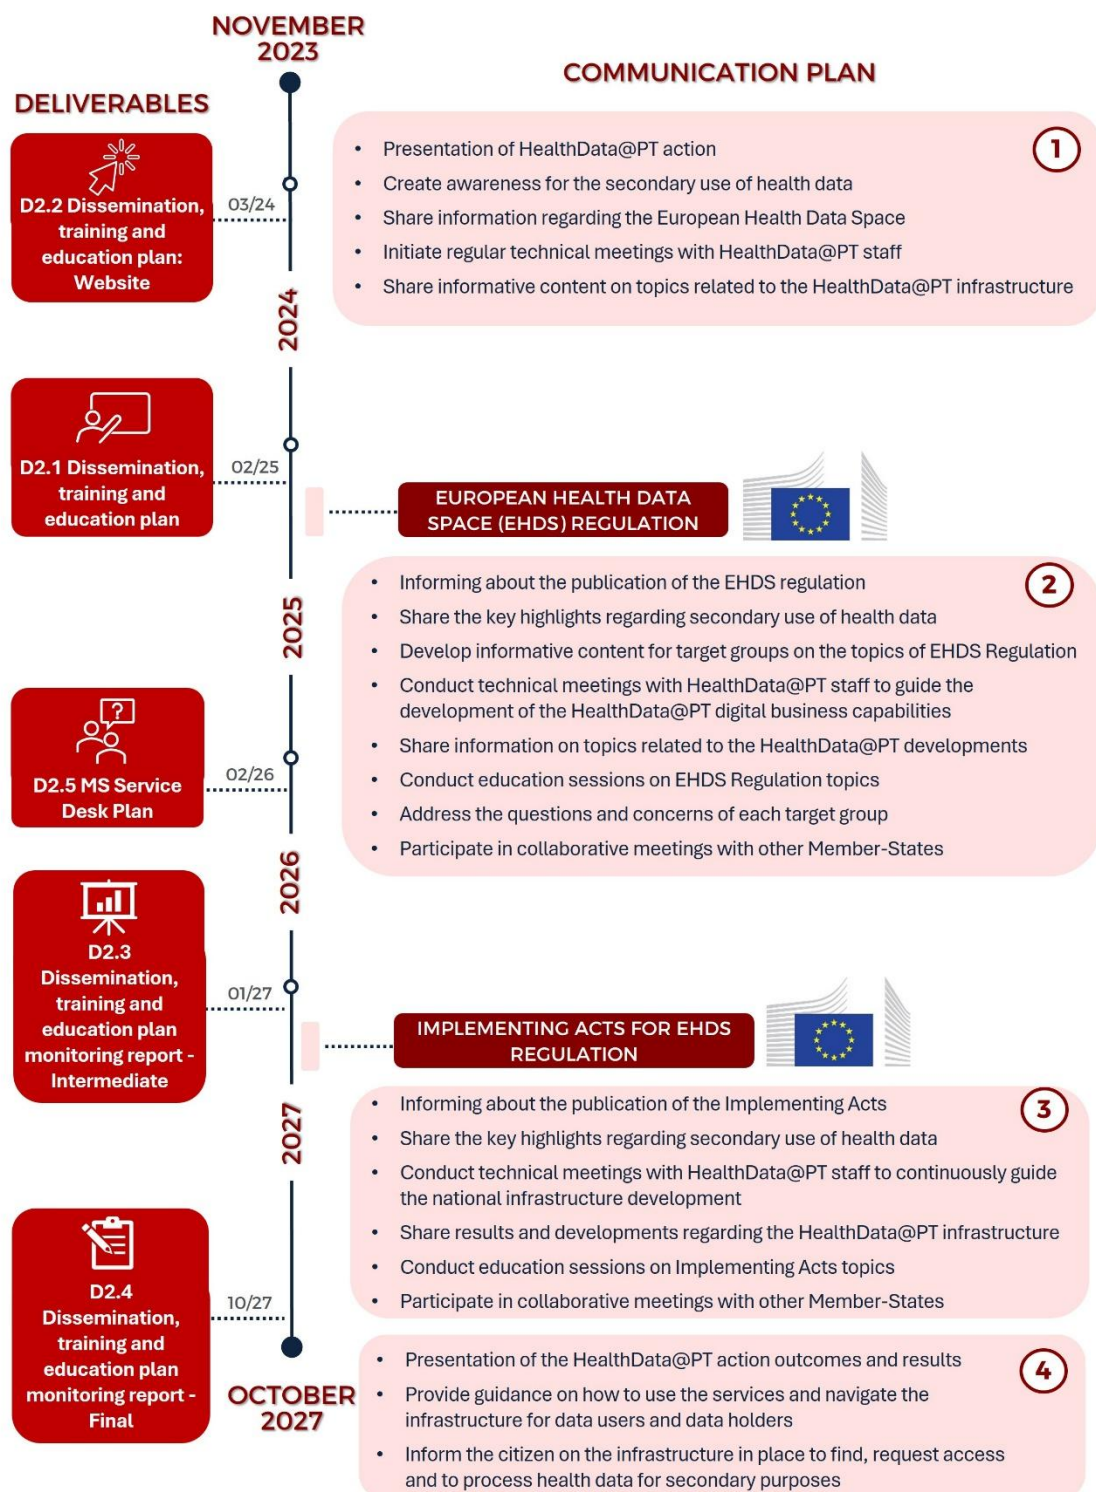 NOVEMBER
2023
COMMUNICATION PLAN
DELIVERABLES
D2.2 Dissemination,
training and
education plan:
Website
03/24
1
• Presentation of HealthData@PT action
• Create awareness for the secondary use of health data
• Share information regarding the European Health Data Space
• Initiate regular technical meetings with HealthData@PT staff
• Share informative content on topics related to the HealthData@PT infrastructure
2024
D2.1 Dissemination,
training and
education plan
02/25
EUROPEAN HEALTH DATA
SPACE (EHDS) REGULATION
2025
2
• Informing about the publication of the EHDS regulation
• Share the key highlights regarding secondary use of health data
• Develop informative content for target groups on the topics of EHDS Regulation
• Conduct technical meetings with HealthData@PT staff to guide the
development of the HealthData@PT digital business capabilities
• Share information on topics related to the HealthData@PT developments
• Conduct education sessions on EHDS Regulation topics
• Address the questions and concerns of each target group
• Participate in collaborative meetings with other Member-States
?
D2.5 MS Service
Desk Plan
02/26
2026
D2.3
Dissemination,
training and
education plan
monitoring report -
Intermediate
01/27
IMPLEMENTING ACTS FOR EHDS
REGULATION
2027
3
• Informing about the publication of the Implementing Acts
• Share the key highlights regarding secondary use of health data
• Conduct technical meetings with HealthData@PT staff to continuously guide
the national infrastructure development
• Share results and developments regarding the HealthData@PT infrastructure
• Conduct education sessions on Implementing Acts topics
• Participate in collaborative meetings with other Member-States
D2.4
Dissemination,
training and
education plan
monitoring report -
Final
10/27
OCTOBER
2027
4
• Presentation of the HealthData@PT action outcomes and results
• Provide guidance on how to use the services and navigate the
infrastructure for data users and data holders
• Inform the citizen on the infrastructure in place to find, request access
and to process health data for secondary purposes